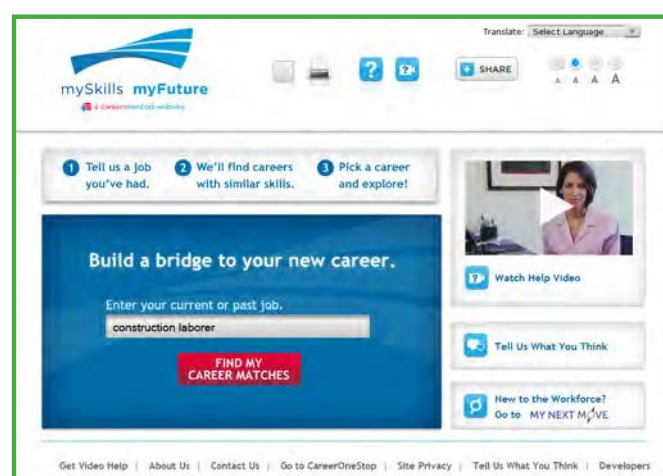 Translate: Select Language
mySkills myFuture
a careeronestop website
? ?
SHARE
A A A A
1 Tell us a job
you've had.
2 We'll find careers
with similar skills.
3 Pick a career
and explore!
Build a bridge to your new career.
Enter your current or past job.
construction laborer
FIND MY
CAREER MATCHES
? Watch Help Video
Tell Us What You Think
New to the Workforce?
Go to MY NEXT MOVE
Get Video Help | About Us | Contact Us | Go to CareerOneStop | Site Privacy | Tell Us What You Think | Developers